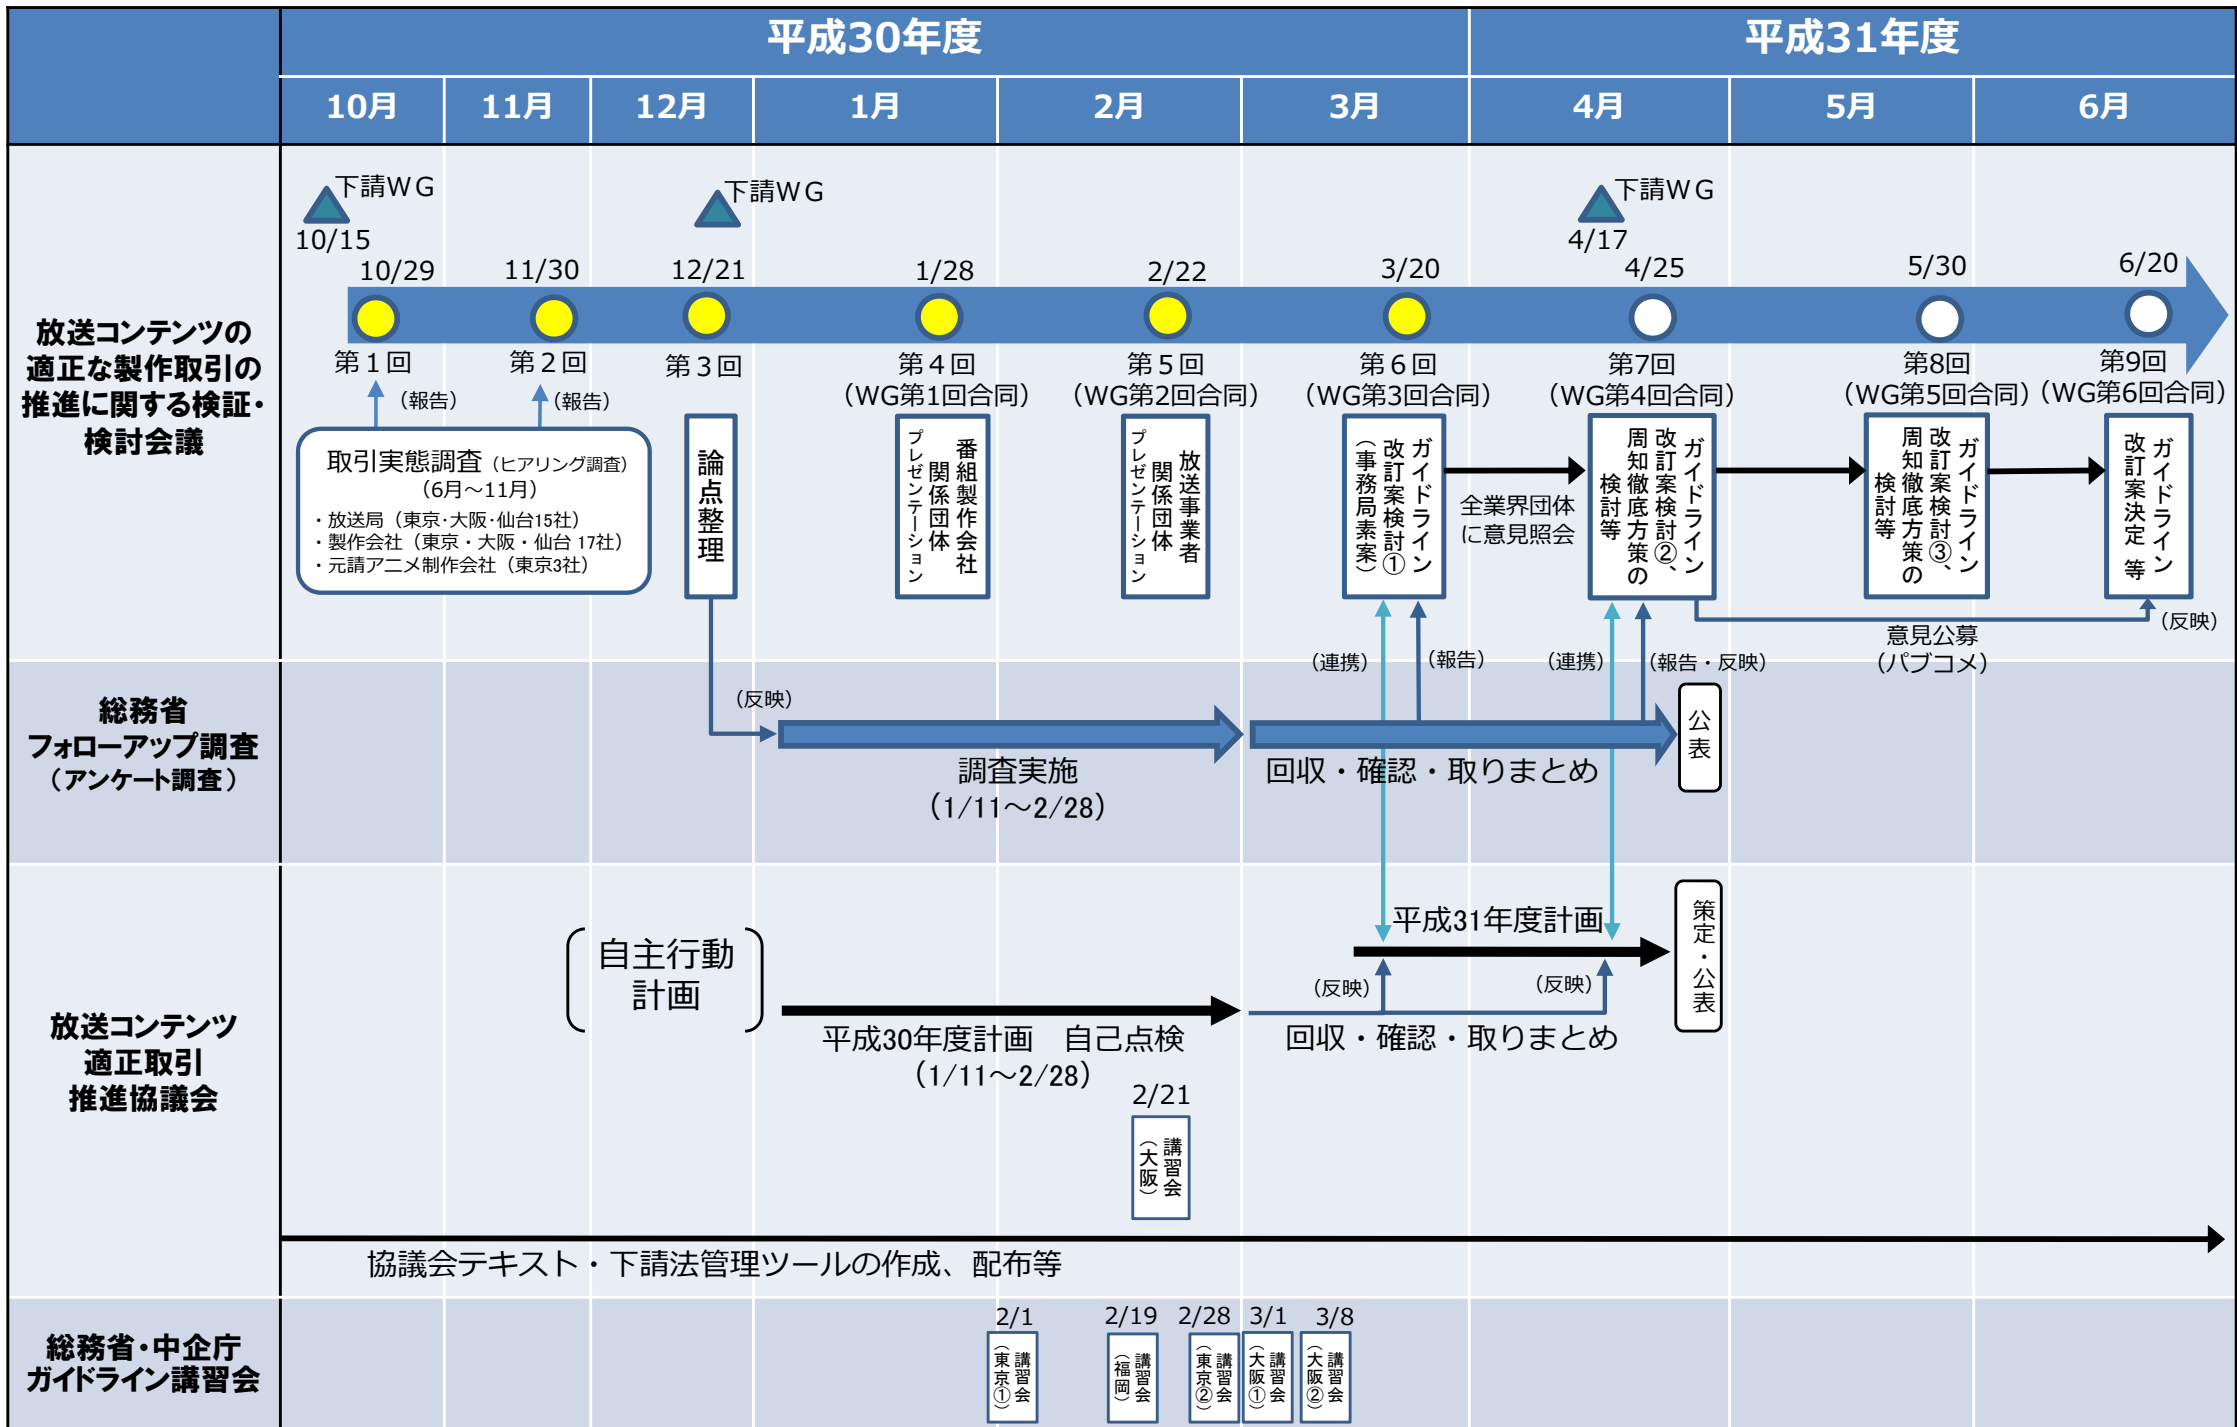 平成30年度
平成31年度
10月
11月
12月
1月
2月
3月
4月
5月
6月
放送コンテンツの
適正な製作取引の
推進に関する検証・
検討会議
下請ＷＧ
10/15
下請ＷＧ
下請ＷＧ
4/17
10/29
11/30
12/21
1/28
2/22
3/20
4/25
5/30
6/20
第１回
第２回
第３回
第４回
（WG第1回合同）
第５回
（WG第2回合同）
第６回
（WG第3回合同）
第7回
（WG第4回合同）
第8回
（WG第5回合同）
第9回
（WG第6回合同）
（報告）
（報告）
取引実態調査（ヒアリング調査）
（6月～11月）
・放送局（東京・大阪・仙台15社）
・製作会社（東京・大阪・仙台 17社）
・元請アニメ制作会社（東京3社）
論点整理
番組製作会社
関係団体
プレゼンテーション
放送事業者
関係団体
プレゼンテーション
ガイドライン
改訂案検討①
（事務局素案）
全業界団体
に意見照会
ガイドライン
改訂案検討②、
周知徹底方策の
検討等
ガイドライン
改訂案検討③、
周知徹底方策の
検討等
ガイドライン
改訂案決定 等
意見公募
（パブコメ）
（反映）
（連携）
（報告）
（連携）
（報告・反映）
総務省
フォローアップ調査
（アンケート調査）
（反映）
調査実施
（1/11～2/28）
回収・確認・取りまとめ
公表
放送コンテンツ
適正取引
推進協議会
自主行動
計画
平成30年度計画　自己点検
（1/11～2/28）
回収・確認・取りまとめ
（反映）
（反映）
平成31年度計画
策定・公表
2/21
講習会
（大阪）
協議会テキスト・下請法管理ツールの作成、配布等
総務省・中企庁
ガイドライン講習会
2/1
講習会
（東京①）
2/19
講習会
（福岡）
2/28
講習会
（東京②）
3/1
講習会
（大阪①）
3/8
講習会
（大阪②）